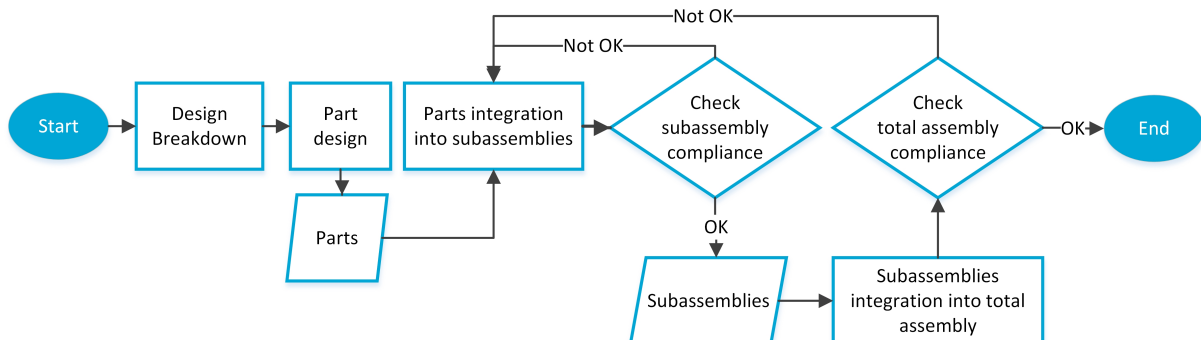 Not OK
Not OK
Start
Design
Breakdown
Part
design
Parts integration
into subassemblies
Check
subassembly
compliance
Check
total assembly
compliance
OK
End
Parts
OK
Subassemblies
Subassemblies
integration into total
assembly